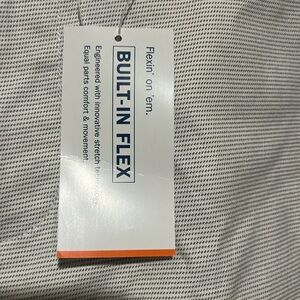 Flexin' on 'em.
BUILT-IN FLEX
Engineered with innovative stretch
Equal parts comfort & movement.